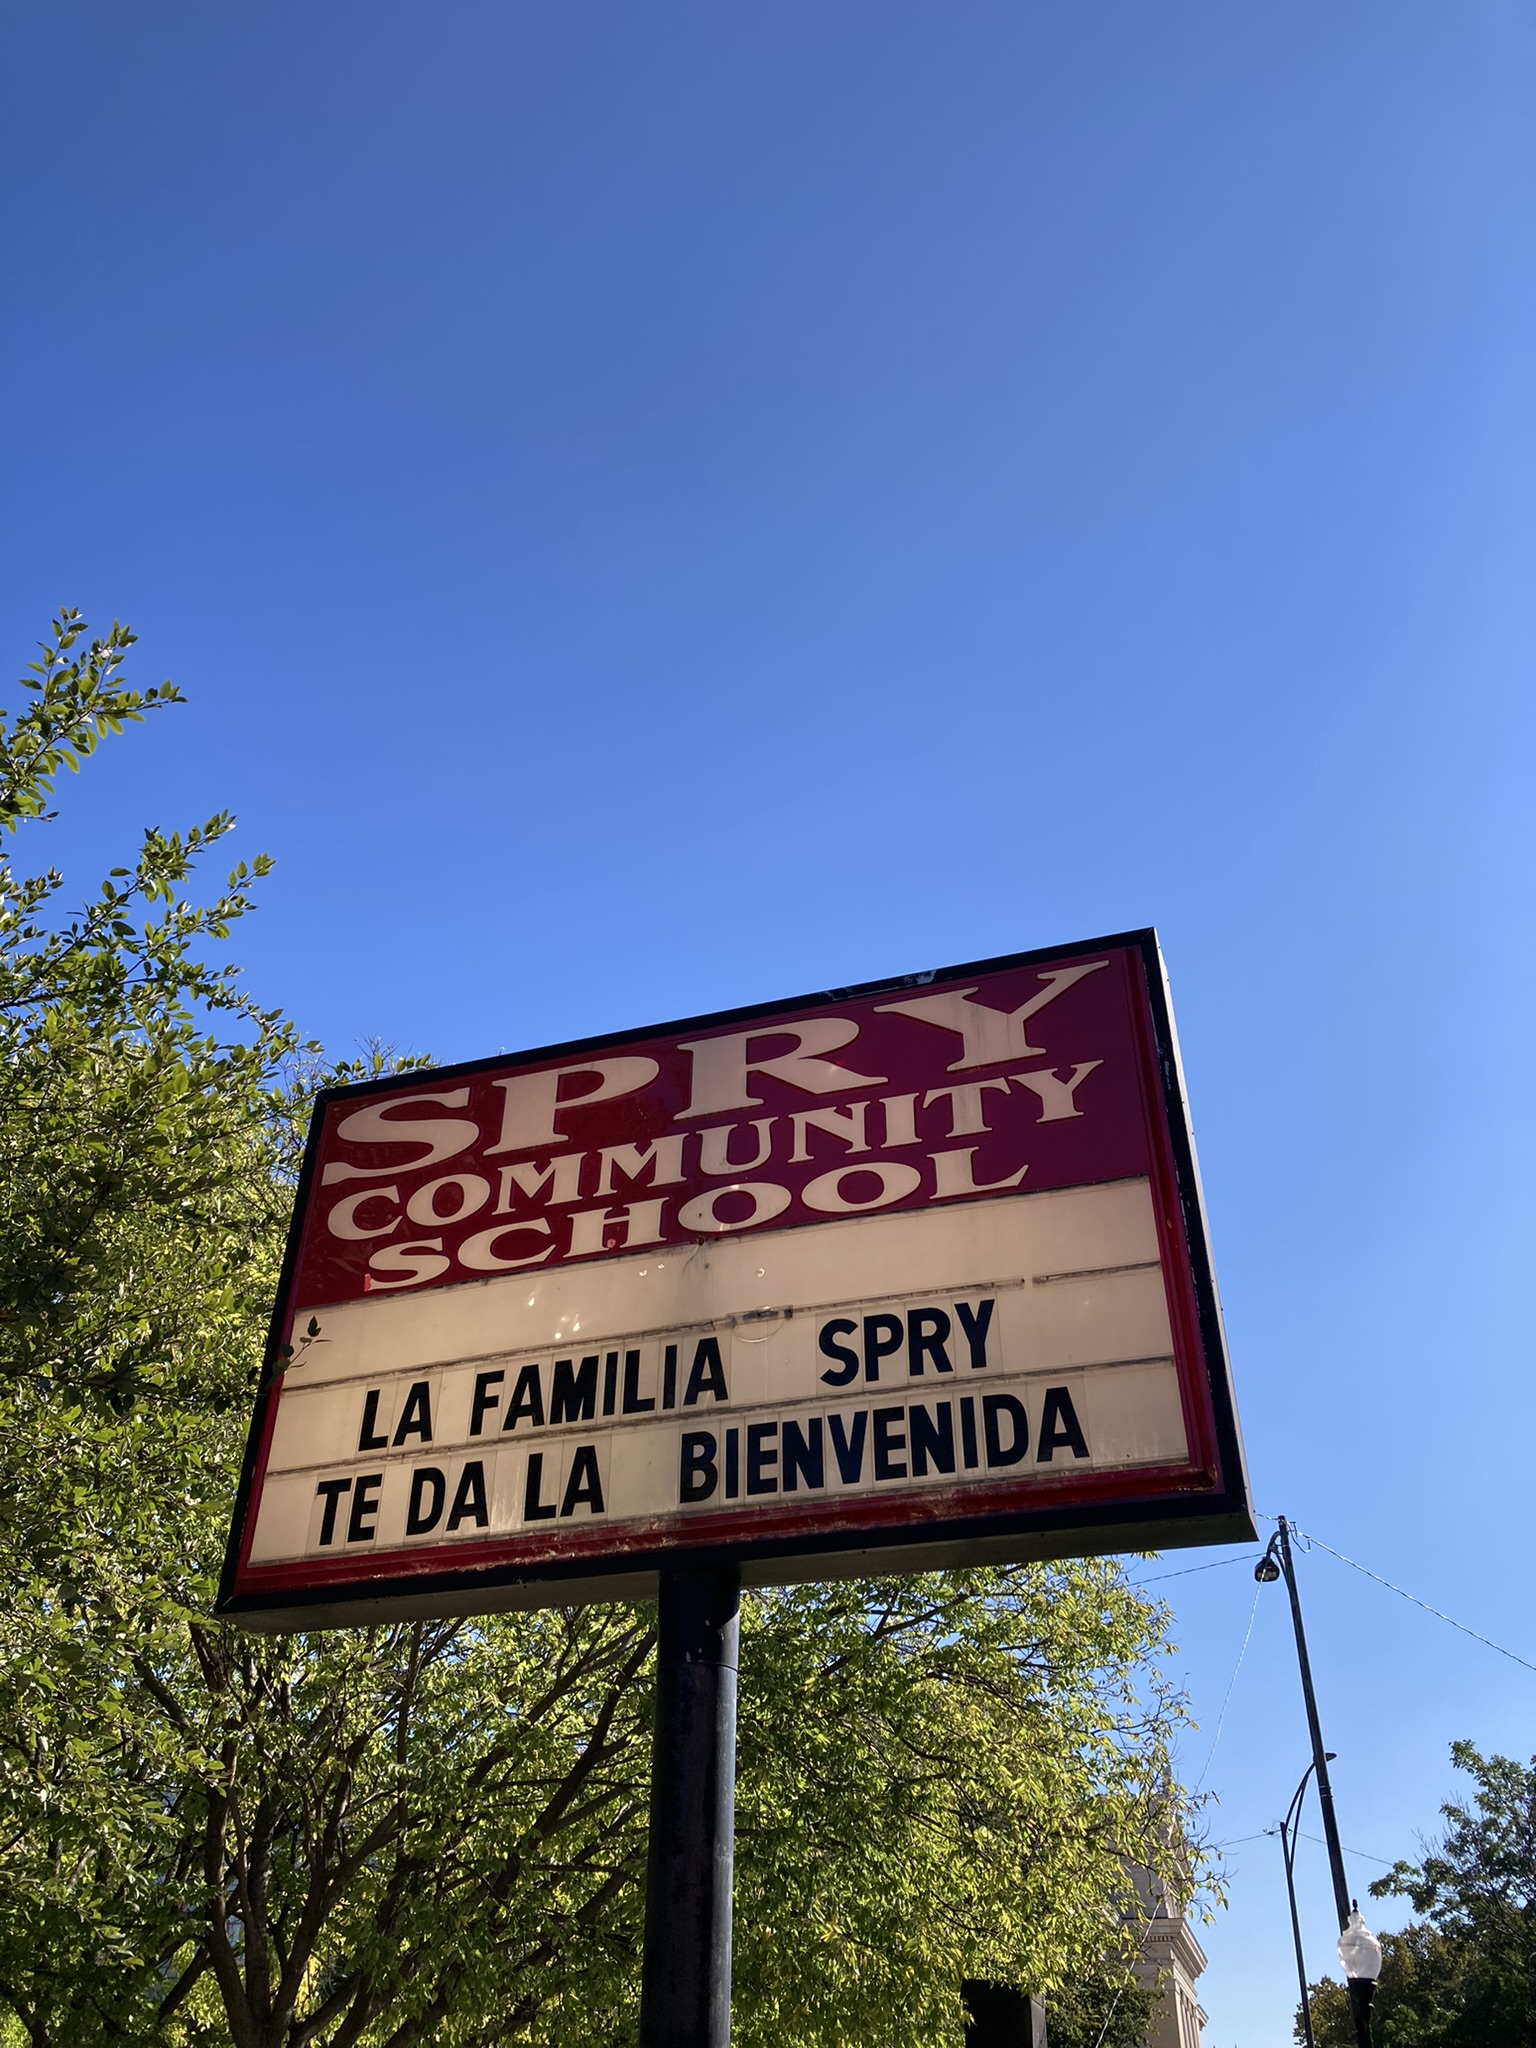 SPRY
COMMUNITY
SCHOOL
LA FAMILIA SPRY
TE DA LA BIENVENIDA